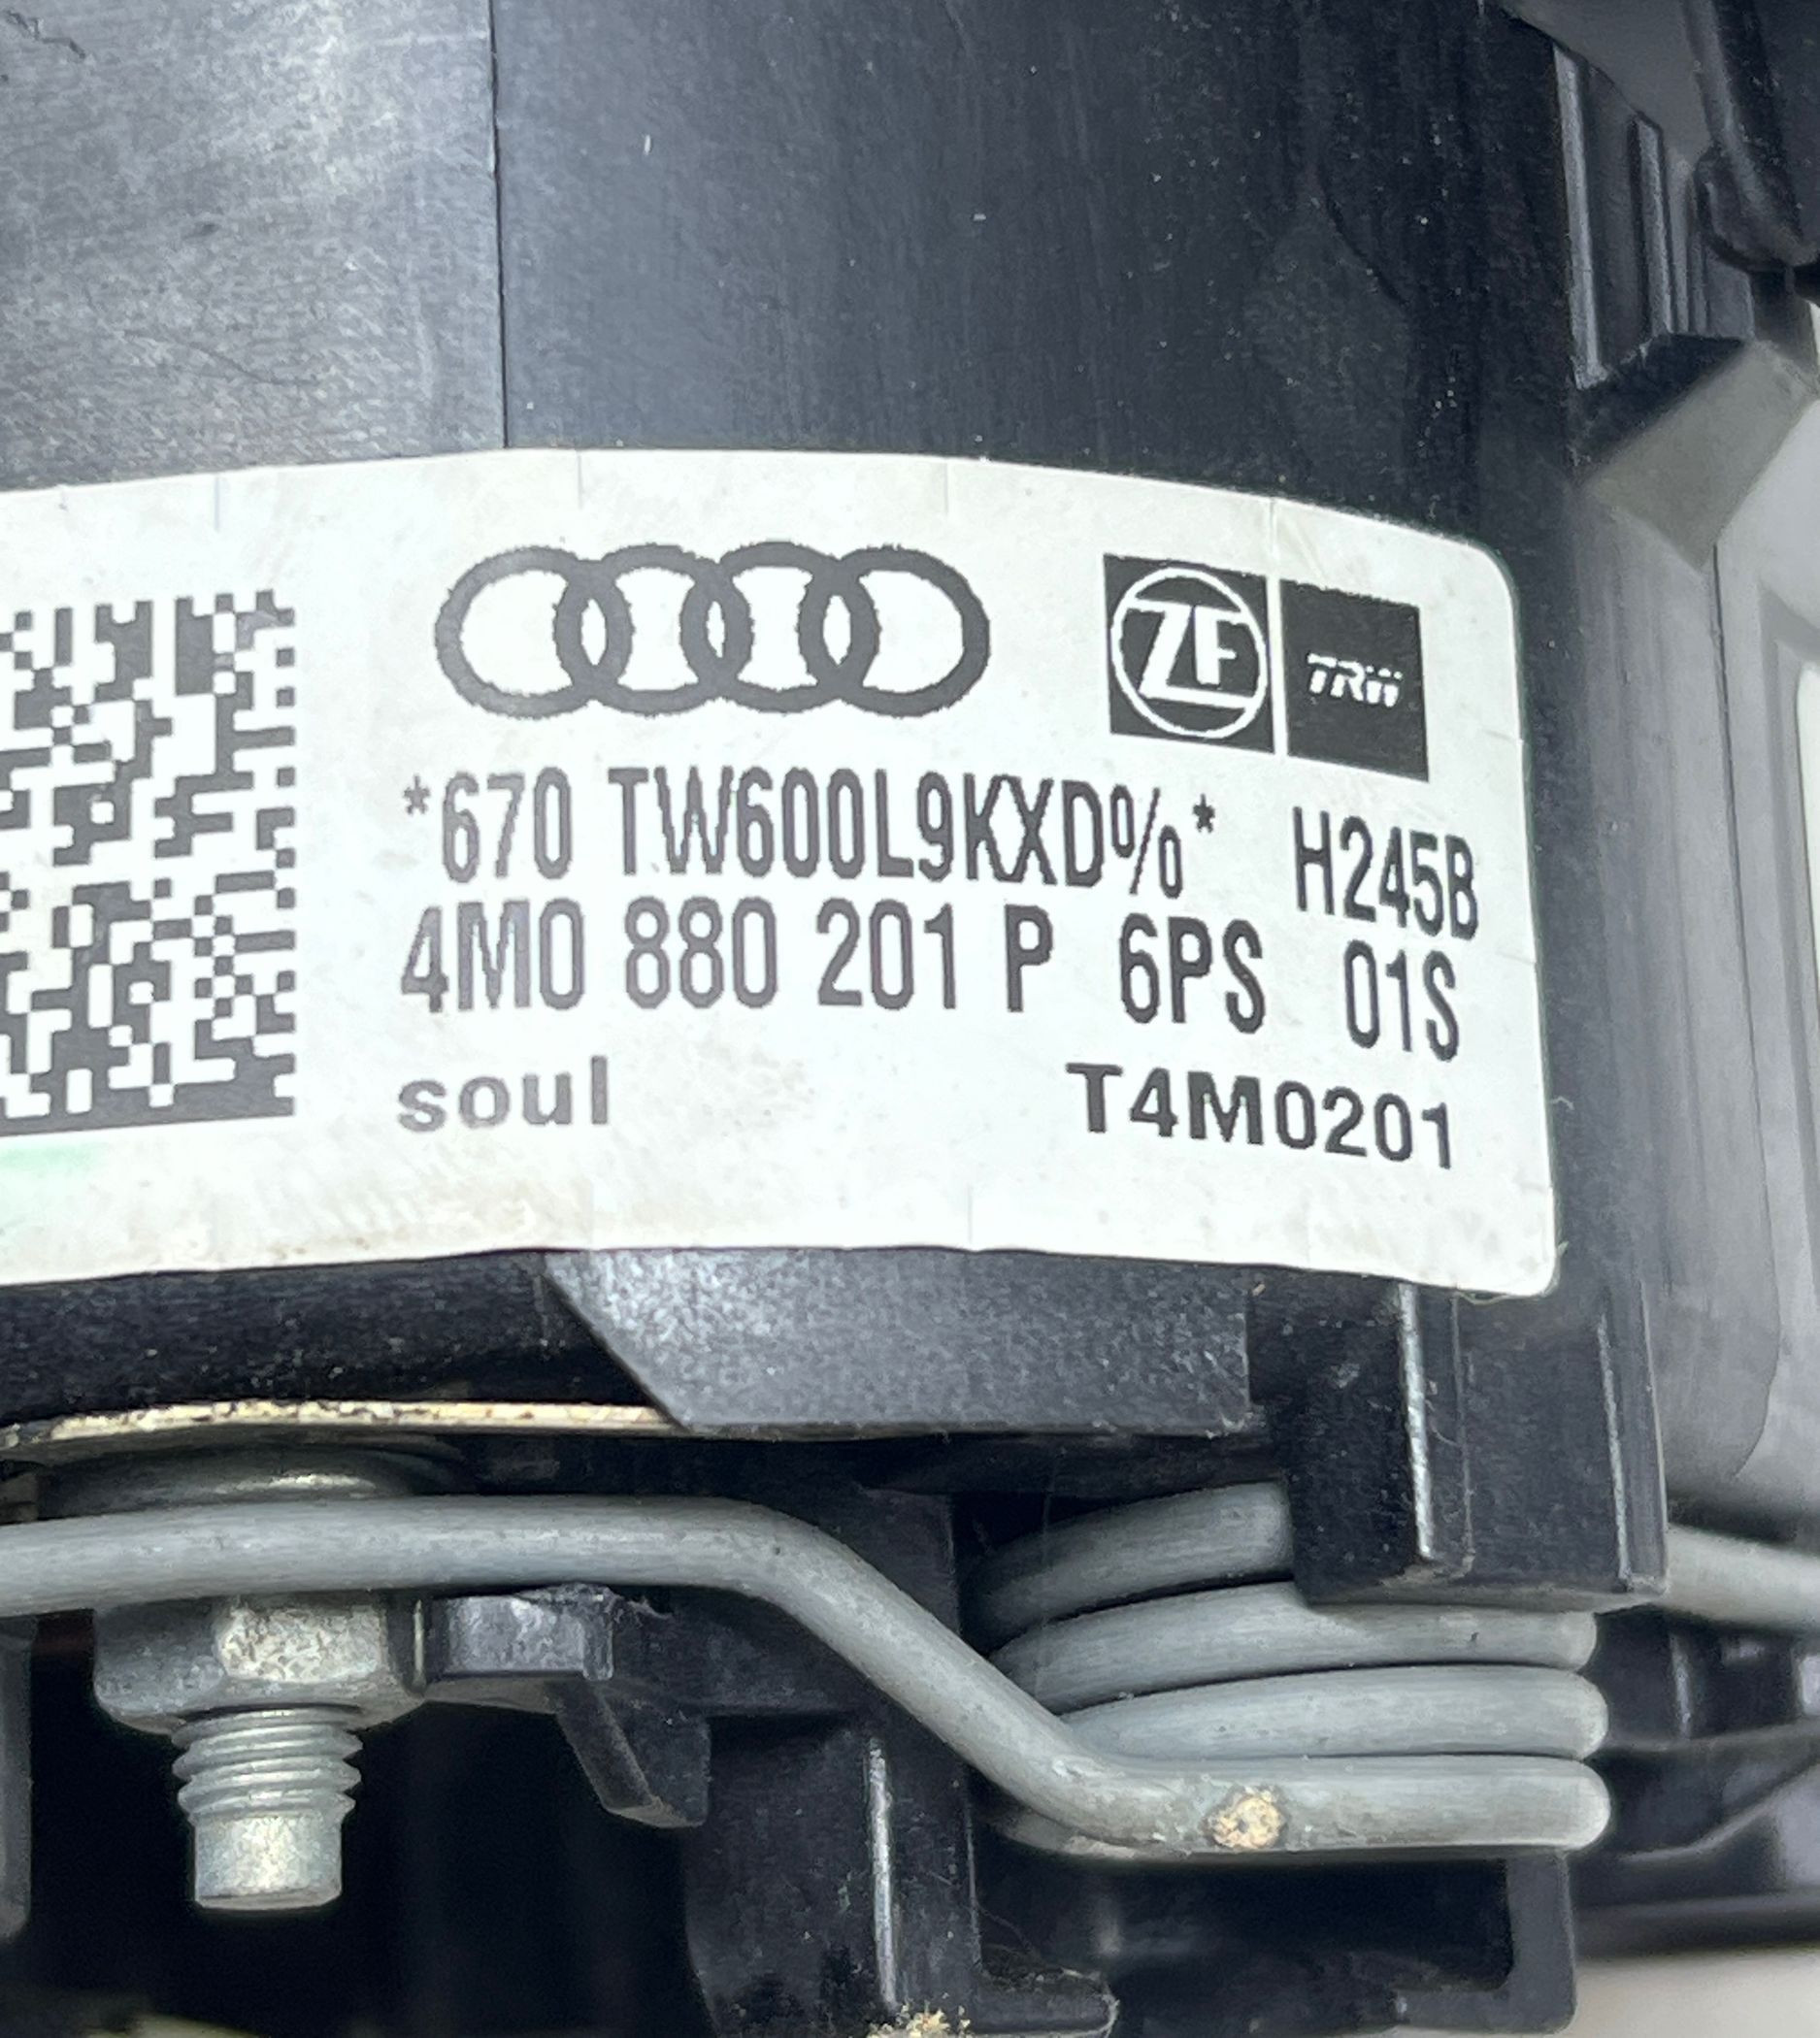 ZF TRW
*670 TW600L9KXD%* H245B
4M0 880 201 P 6PS 01S
soul T4M0201